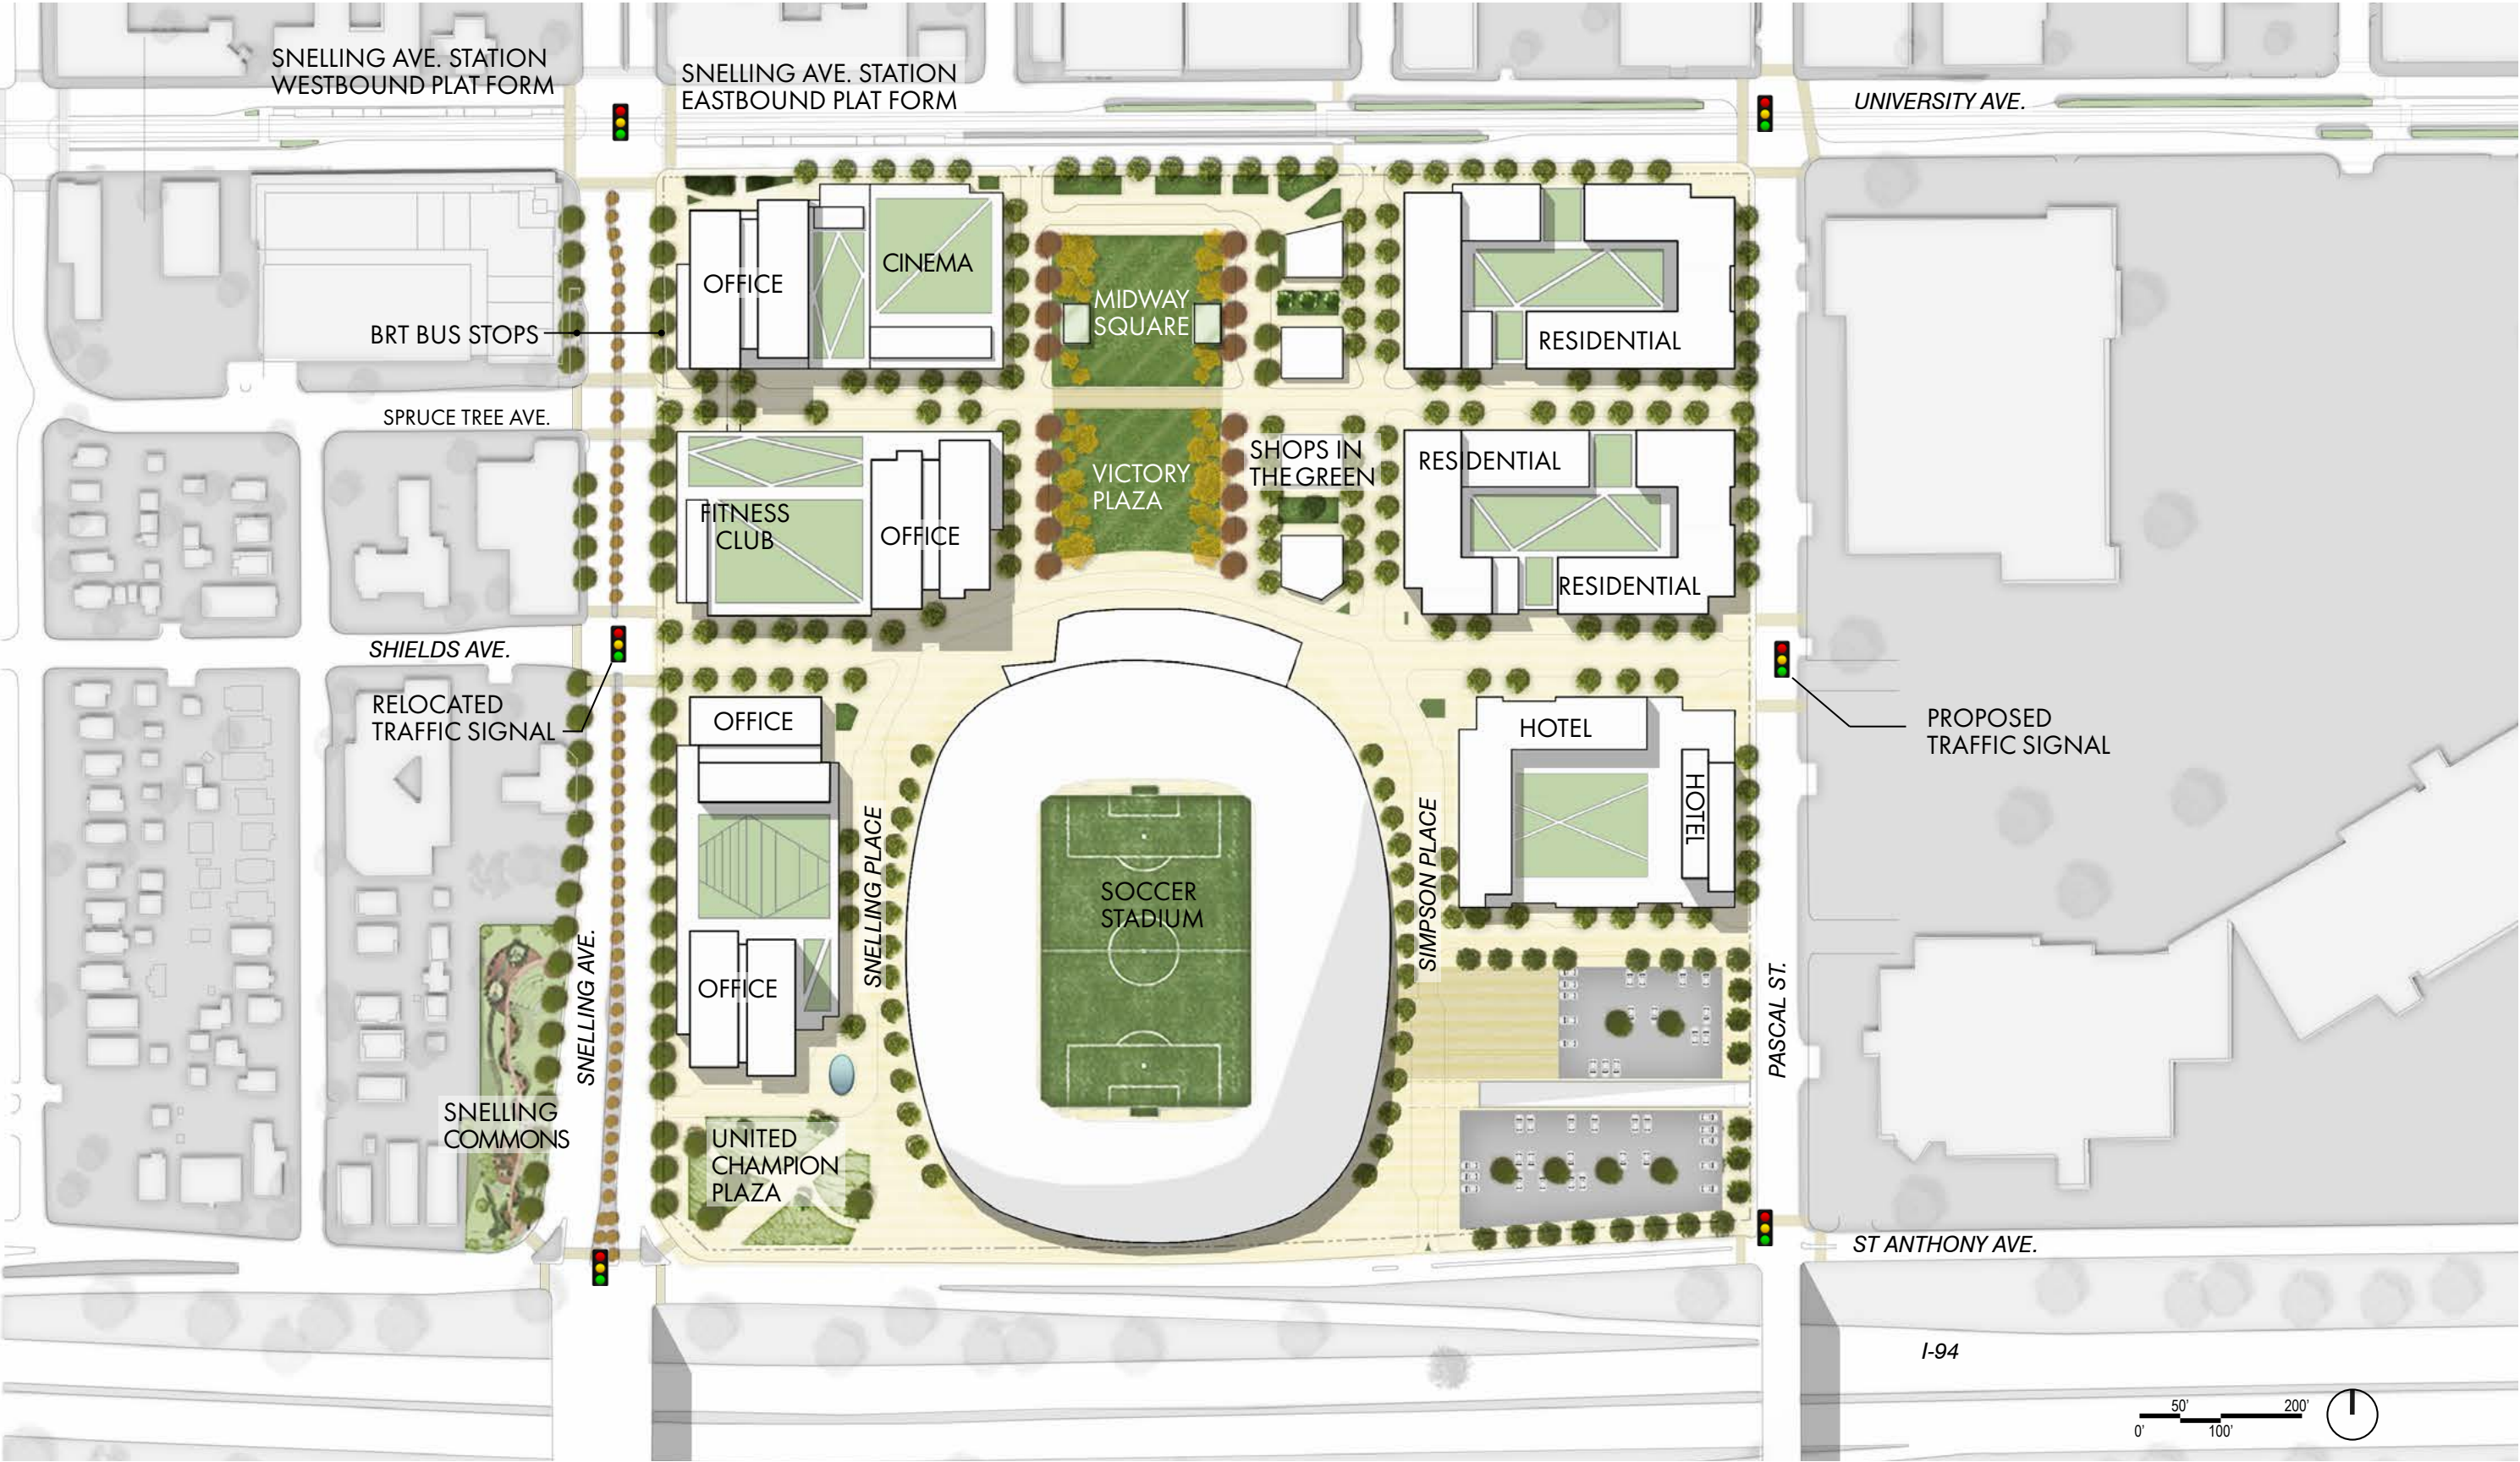 SNELLING AVE. STATION
WESTBOUND PLAT FORM
SNELLING AVE. STATION
EASTBOUND PLAT FORM
UNIVERSITY AVE.
OFFICE
CINEMA
MIDWAY
SQUARE
BRT BUS STOPS
RESIDENTIAL
SPRUCE TREE AVE.
FITNESS
CLUB
OFFICE
VICTORY
PLAZA
SHOPS IN
THE GREEN
RESIDENTIAL
RESIDENTIAL
SHIELDS AVE.
RELOCATED
TRAFFIC SIGNAL
OFFICE
HOTEL
HOTEL
PROPOSED
TRAFFIC SIGNAL
SNELLING PLACE
SIMPSON PLACE
SOCCER
STADIUM
SNELLING AVE.
OFFICE
PASCAL ST.
SNELLING
COMMONS
UNITED
CHAMPION
PLAZA
ST ANTHONY AVE.
I-94
50'
200'
0'
100'